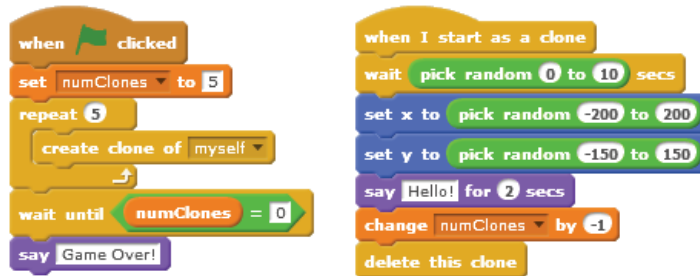 when clicked
set numClones to 5
repeat 5
create clone of myself
wait until numClones = 0
say Game Over!
when I start as a clone
wait pick random 0 to 10 secs
set x to pick random -200 to 200
set y to pick random -150 to 150
say Hello! for 2 secs
change numClones by -1
delete this clone